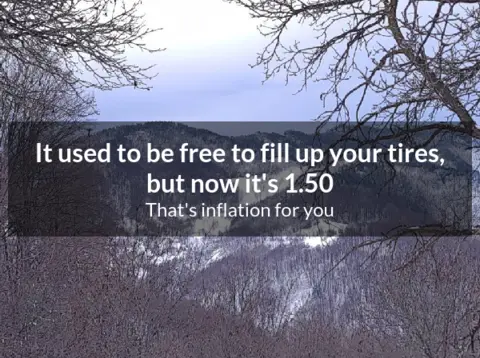 It used to be free to fill up your tires,
but now it's 1.50
That's inflation for you